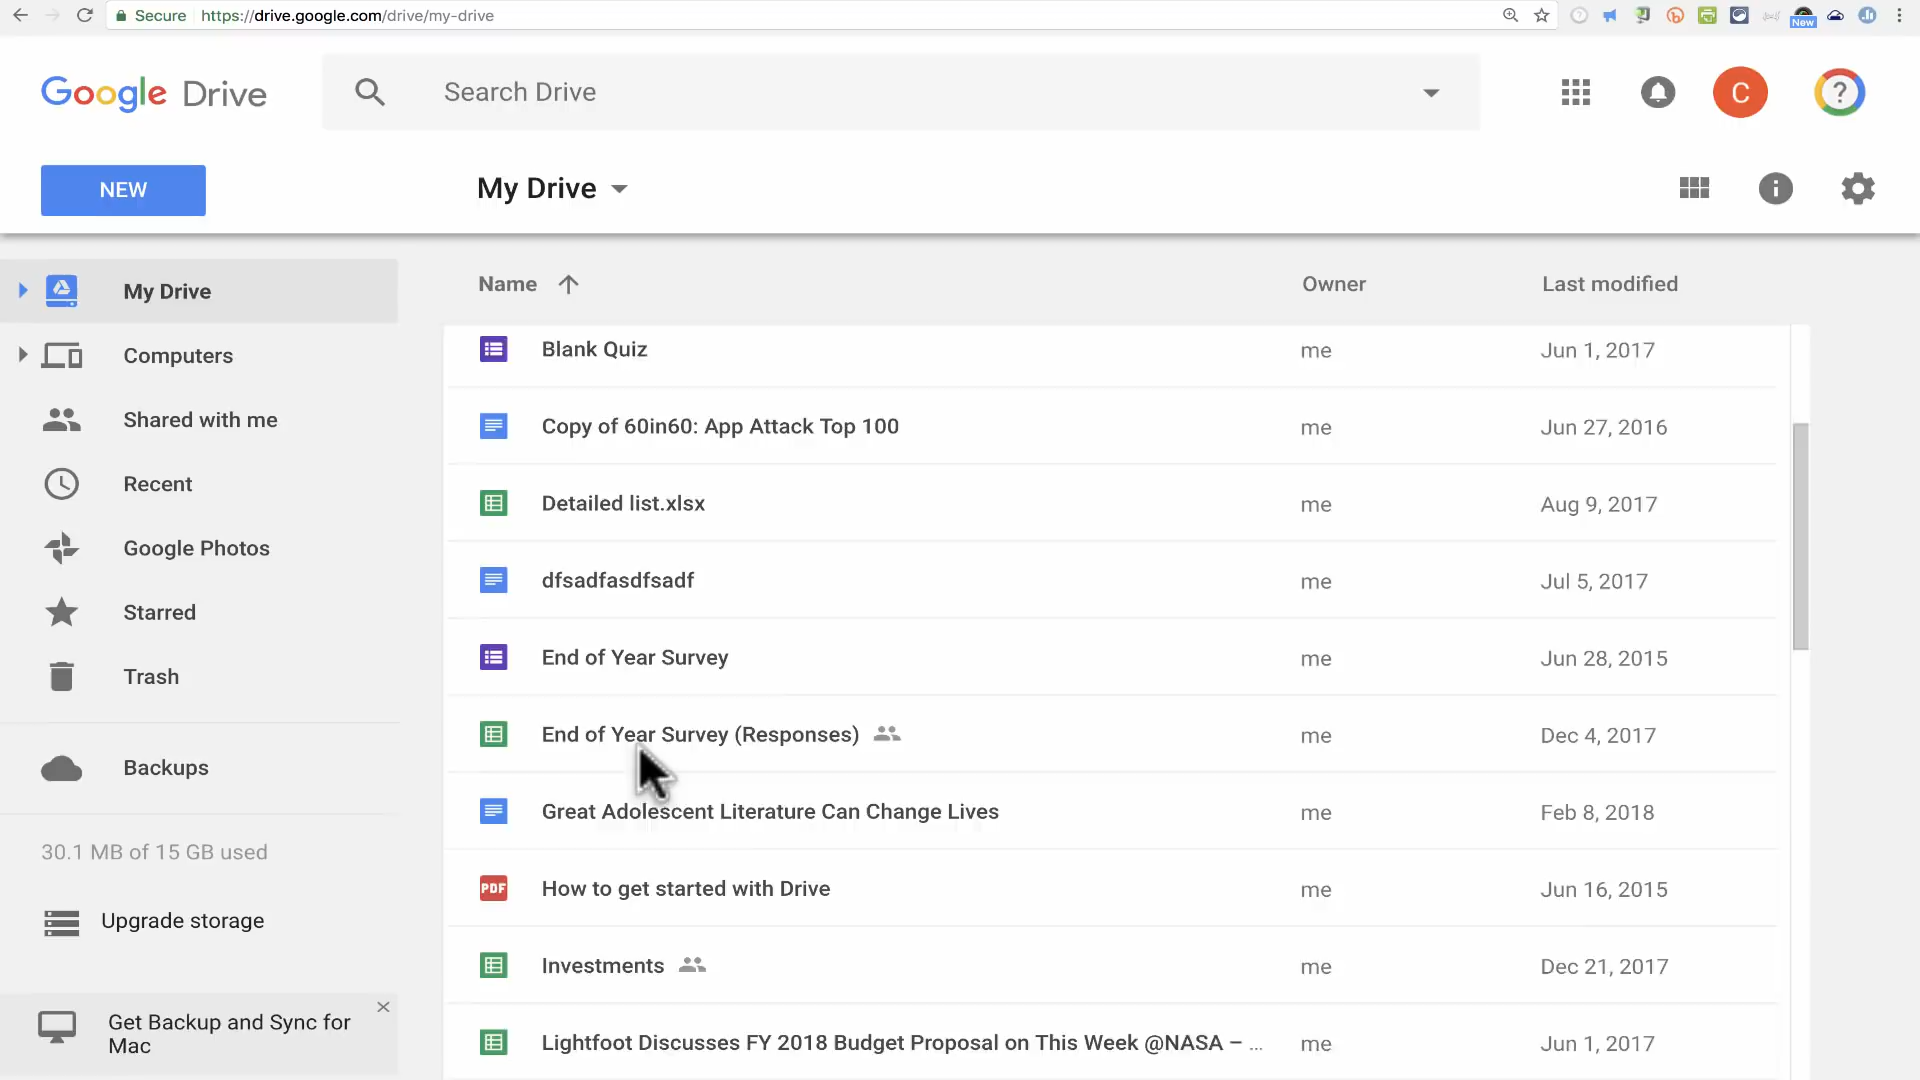 Secure https://drive.google.com/drive/my-drive
New
Google Drive
Search Drive
C
?
NEW
My Drive
My Drive
Computers
Shared with me
Recent
Google Photos
Starred
Trash
Backups
30.1 MB of 15 GB used
Upgrade storage
Get Backup and Sync for
Mac
Name Owner Last modified
Blank Quiz me Jun 1, 2017
Copy of 60in60: App Attack Top 100 me Jun 27, 2016
Detailed list.xlsx me Aug 9, 2017
dfsadfasdfsadf me Jul 5, 2017
End of Year Survey me Jun 28, 2015
End of Year Survey (Responses) me Dec 4, 2017
Great Adolescent Literature Can Change Lives me Feb 8, 2018
PDF How to get started with Drive me Jun 16, 2015
Investments me Dec 21, 2017
Lightfoot Discusses FY 2018 Budget Proposal on This Week @NASA – ... me Jun 1, 2017